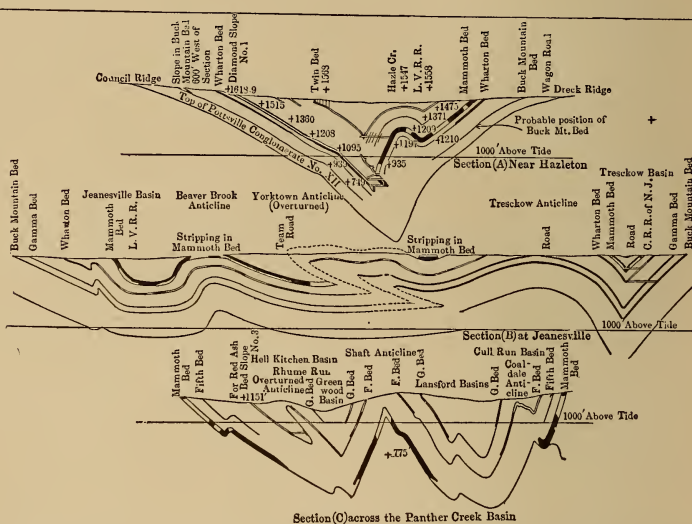 Slope in Buck
Mountain Bed
600' West of
Section
Wharton Bed
+1618.9
Diamond Slope
No.1
Twin Bed
+1563
Hazle Cr.
+1547
L.V.R.R.
+1558
Mammoth Bed
Wharton Bed
Buck Mountain
Bed
Wagon Road
Council Ridge
Dreck Ridge
Top of Pottsville Conglomerate No. XII
+1515
+1360
+1208
+1095
+935
+1475
+1371
+1209
+1210
+935
Probable position of
Buck Mt. Bed
1000' Above Tide
Section (A) Near Hazleton
Buck Mountain Bed
Gamma Bed
Wharton Bed
Jeanesville Basin
Mammoth
Bed
L.V.R.R.
Beaver Brook
Anticline
Stripping in
Mammoth Bed
Yorktown Anticline
(Overturned)
Team
Road
Stripping in
Mammoth Bed
Tresckow Anticline
Road
Tresckow Basin
Wharton Bed
Mammoth Bed
Road
C.R.R. of N.J.
Gamma Bed
Buck Mountain Bed
1000' Above Tide
Section (B) at Jeanesville
Mammoth
Bed
Fifth Bed
For Red Ash
Bed Slope
No.3
+1151
Hell Kitchen Basin
Rhume Run
Overturned
Anticline
G. Bed
Green
wood
Basin
G. Bed
F. Bed
Shaft Anticline
F. Bed
G. Bed
Lansford Basins
G. Bed
Cull Run Basin
Coal-
dale
Anti-
cline
F. Bed
Fifth Bed
Mammoth
Bed
1000' Above Tide
+775'
Section (C) across the Panther Creek Basin